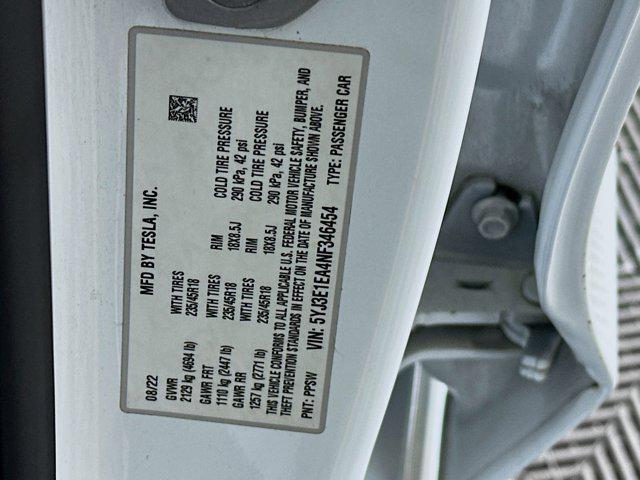 MFD BY TESLA, INC.
08/22
GVWR
2129 kg (4694 lb)
WITH TIRES
235/45R18
GAWR FRT
1110 kg (2447 lb)
WITH TIRES
235/45R18
RIM
18X8.5J
COLD TIRE PRESSURE
290 kPa, 42 psi
GAWR RR
1257 kg (2771 lb)
WITH TIRES
235/45R18
RIM
18X8.5J
COLD TIRE PRESSURE
290 kPa, 42 psi
THIS VEHICLE CONFORMS TO ALL APPLICABLE U.S. FEDERAL MOTOR VEHICLE SAFETY, BUMPER, AND
THEFT PREVENTION STANDARDS IN EFFECT ON THE DATE OF MANUFACTURE SHOWN ABOVE.
VIN: 5YJ3E1EA4NF346454
PNT: PPSW
TYPE: PASSENGER CAR